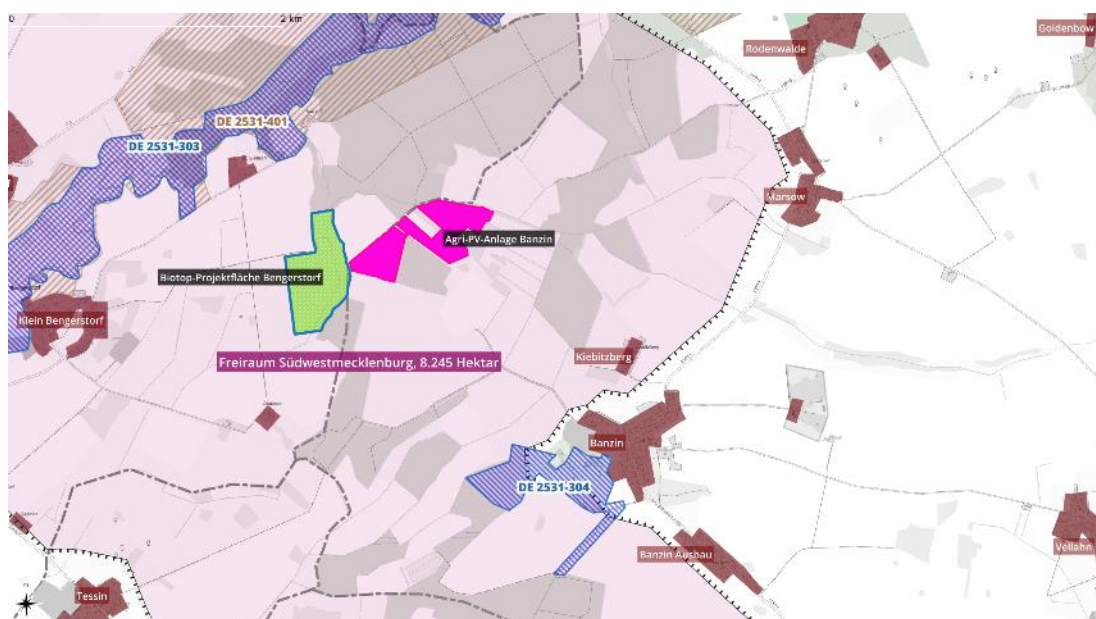 0
2 km
Rodenwalde
Goldenbow
DE 2531-401
DE 2531-303
Marsow
Agri-PV-Anlage Banzin
Biotop-Projektfläche Bengerstorf
Klein Bengerstorf
Freiraum Südwestmecklenburg, 8.245 Hektar
Kiebitzberg
Banzin
DE 2531-304
Banzin Ausbau
Vellahn
Tessin